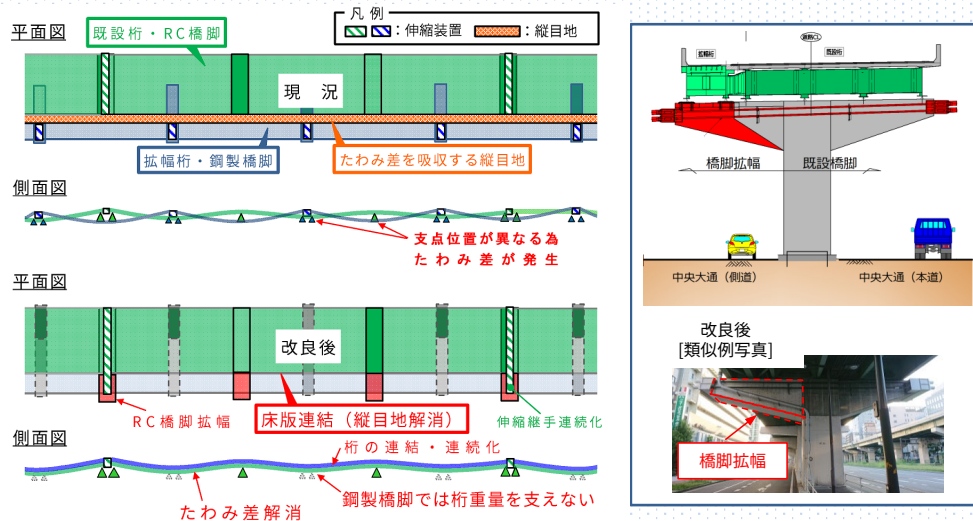 平面図
既設桁・RC橋脚
凡 例
：伸縮装置
：縦目地
現 況
拡幅桁・鋼製橋脚
たわみ差を吸収する縦目地
側面図
支点位置が異なる為
たわみ差が発生
平面図
改良後
RC橋脚拡幅
床版連結（縦目地解消）
伸縮継手連続化
側面図
桁の連結・連続化
鋼製橋脚では桁重量を支えない
たわみ差解消
拡幅桁
既設桁
橋脚拡幅
既設橋脚
中央大通（側道）
中央大通（本道）
改良後
[類似例写真]
橋脚拡幅